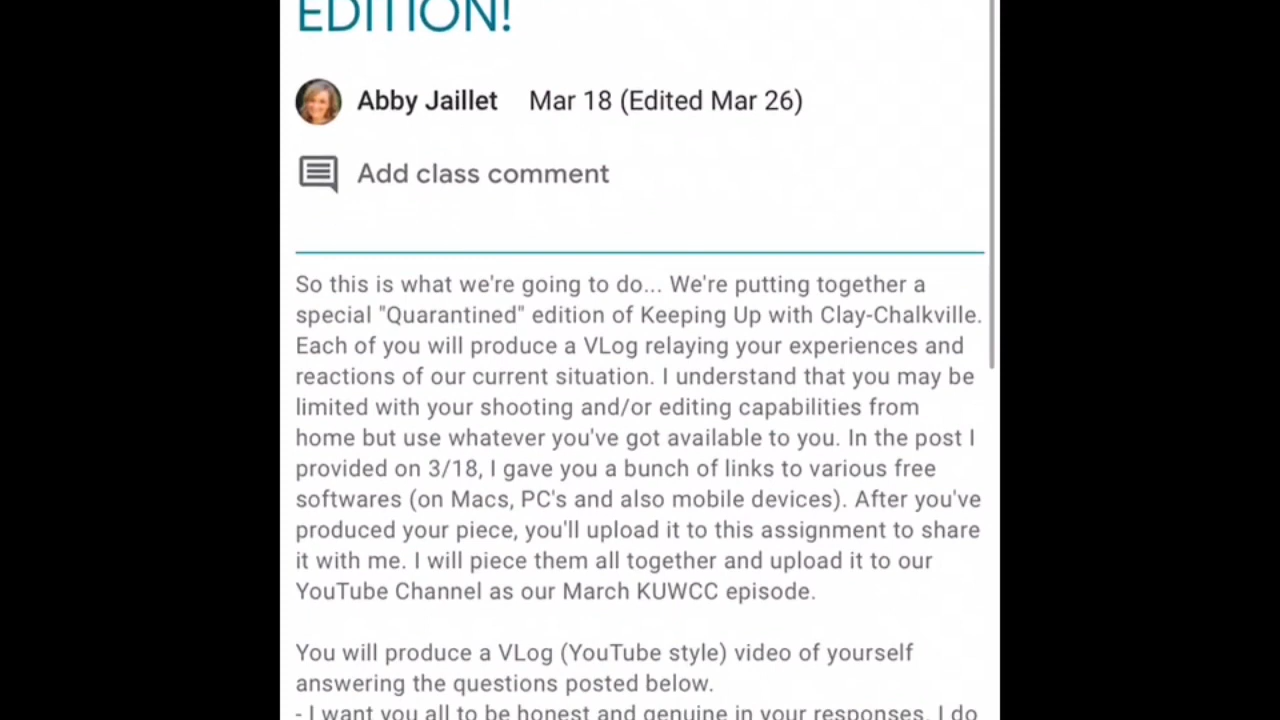 EDITION!
Abby Jaillet Mar 18 (Edited Mar 26)
Add class comment
So this is what we're going to do... We're putting together a
special "Quarantined" edition of Keeping Up with Clay-Chalkville.
Each of you will produce a VLog relaying your experiences and
reactions of our current situation. I understand that you may be
limited with your shooting and/or editing capabilities from
home but use whatever you've got available to you. In the post I
provided on 3/18, I gave you a bunch of links to various free
softwares (on Macs, PC's and also mobile devices). After you've
produced your piece, you'll upload it to this assignment to share
it with me. I will piece them all together and upload it to our
YouTube Channel as our March KUWCC episode.
You will produce a VLog (YouTube style) video of yourself
answering the questions posted below.
- I want you all to be honest and genuine in your responses. I do